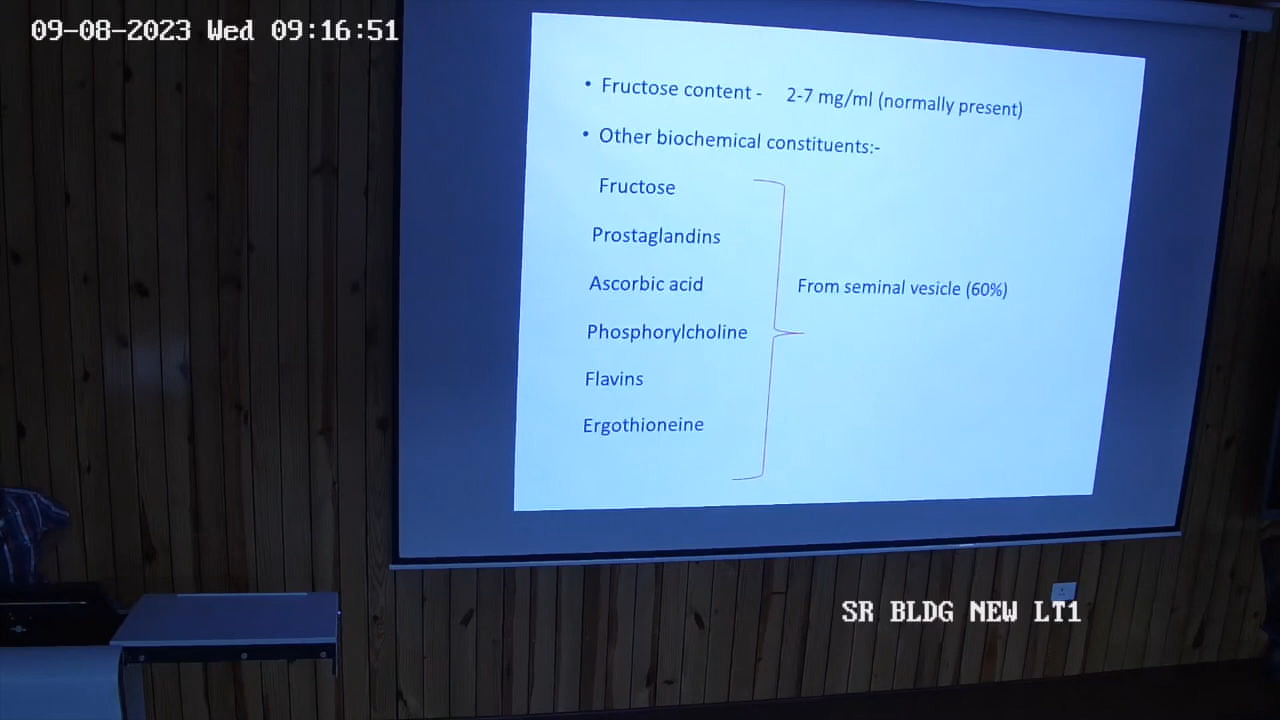 09-08-2023 Wed 09:16:51
• Fructose content - 2-7 mg/ml (normally present)
• Other biochemical constituents:-
Fructose
Prostaglandins
Ascorbic acid
From seminal vesicle (60%)
Phosphorylcholine
Flavins
Ergothioneine
SR BLDG NEW LT1